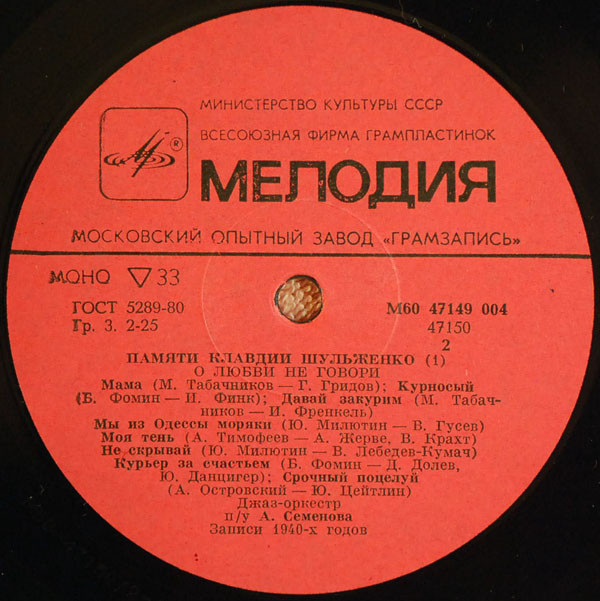 МИНИСТЕРСТВО КУЛЬТУРЫ СССР
ВСЕСОЮЗНАЯ ФИРМА ГРАМПЛАСТИНОК
®
МЕЛОДИЯ
МОСКОВСКИЙ ОПЫТНЫЙ ЗАВОД «ГРАМЗАПИСЬ»
МОНО ▽ 33
ГОСТ 5289-80
Гр. 3. 2-25
М60 47149 004
47150
2
ПАМЯТИ КЛАВДИИ ШУЛЬЖЕНКО (1)
О ЛЮБВИ НЕ ГОВОРИ
Мама (М. Табачников — Г. Гридов); Курносый
(Б. Фомин — И. Финк); Давай закурим (М. Табач-
ников — И. Френкель)
Мы из Одессы моряки (Ю. Милютин — В. Гусев)
Моя тень (А. Тимофеев — А. Жерве, В. Крахт)
Не скрывай (Ю. Милютин — В. Лебедев-Кумач)
Курьер за счастьем (Б. Фомин — Д. Долев,
Ю. Данцигер); Срочный поцелуй
(А. Островский — Ю. Цейтлин)
Джаз-оркестр
п/у А. Семенова
Записи 1940-х годов